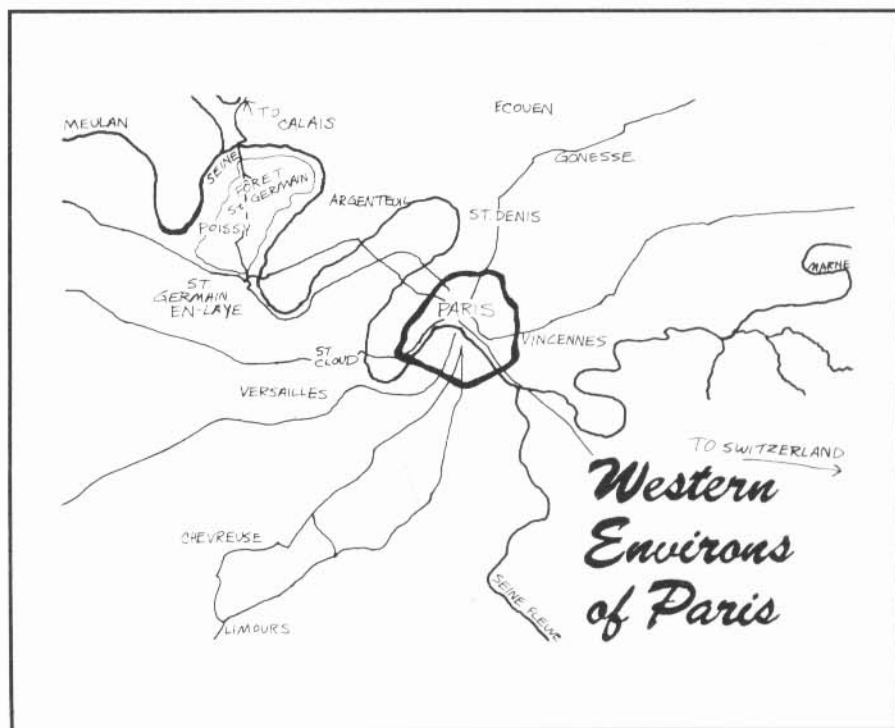 MEULAN
TO
CALAIS
ECOUEN
GONESSE
SEINE
FORET
ST
GERMAIN
ARGENTEUIL
POISSY
ST. DENIS
ST
GERMAIN
EN-LAYE
PARIS
MARNE
ST
CLOUD
VINCENNES
VERSAILLES
TO SWITZERLAND
Western
Environs
of Paris
CHEVREUSE
SEINE FLEUVE
LIMOURS